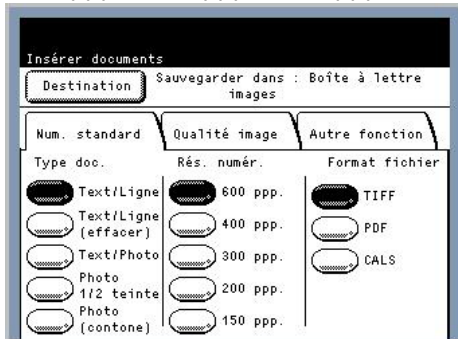 Insérer documents
Destination
Sauvegarder dans : Boîte à lettre
images
Num. standard
Qualité image
Autre fonction
Type doc.
Text/Ligne
Text/Ligne
(effacer)
Text/Photo
Photo
1/2 teinte
Photo
(contone)
Rés. numér.
600 ppp.
400 ppp.
300 ppp.
200 ppp.
150 ppp.
Format fichier
TIFF
PDF
CALS